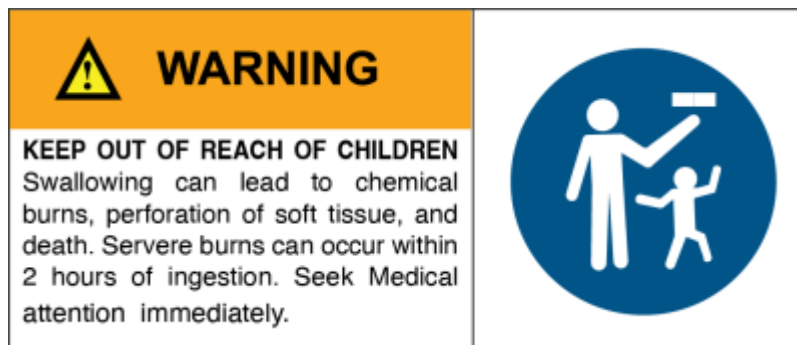 WARNING
KEEP OUT OF REACH OF CHILDREN
Swallowing can lead to chemical
burns, perforation of soft tissue, and
death. Servere burns can occur within
2 hours of ingestion. Seek Medical
attention immediately.